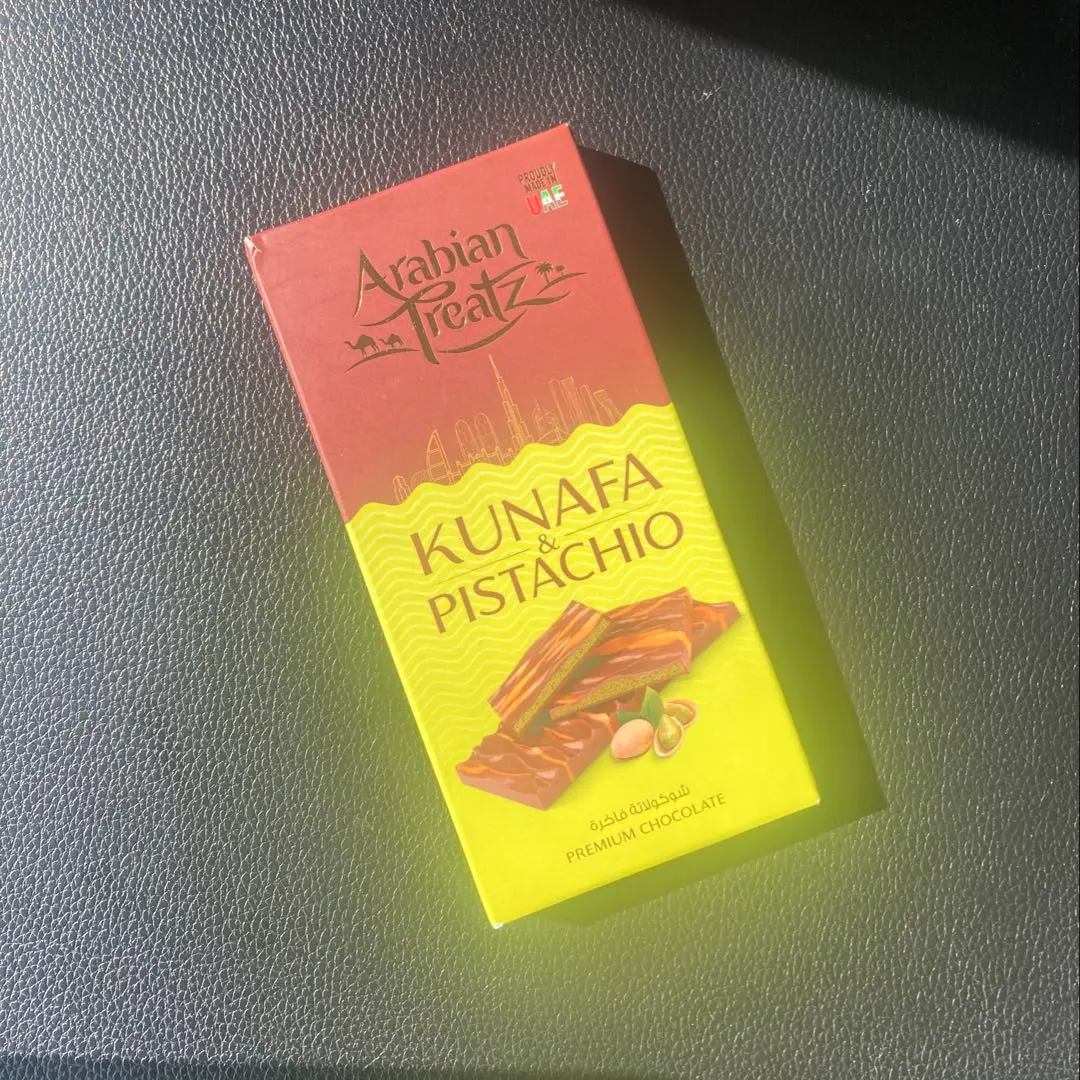 PROUDLY
MADE IN
UAE
Arabian
Treatz
KUNAFA
&
PISTACHIO
شوكولاتة فاخرة
PREMIUM CHOCOLATE